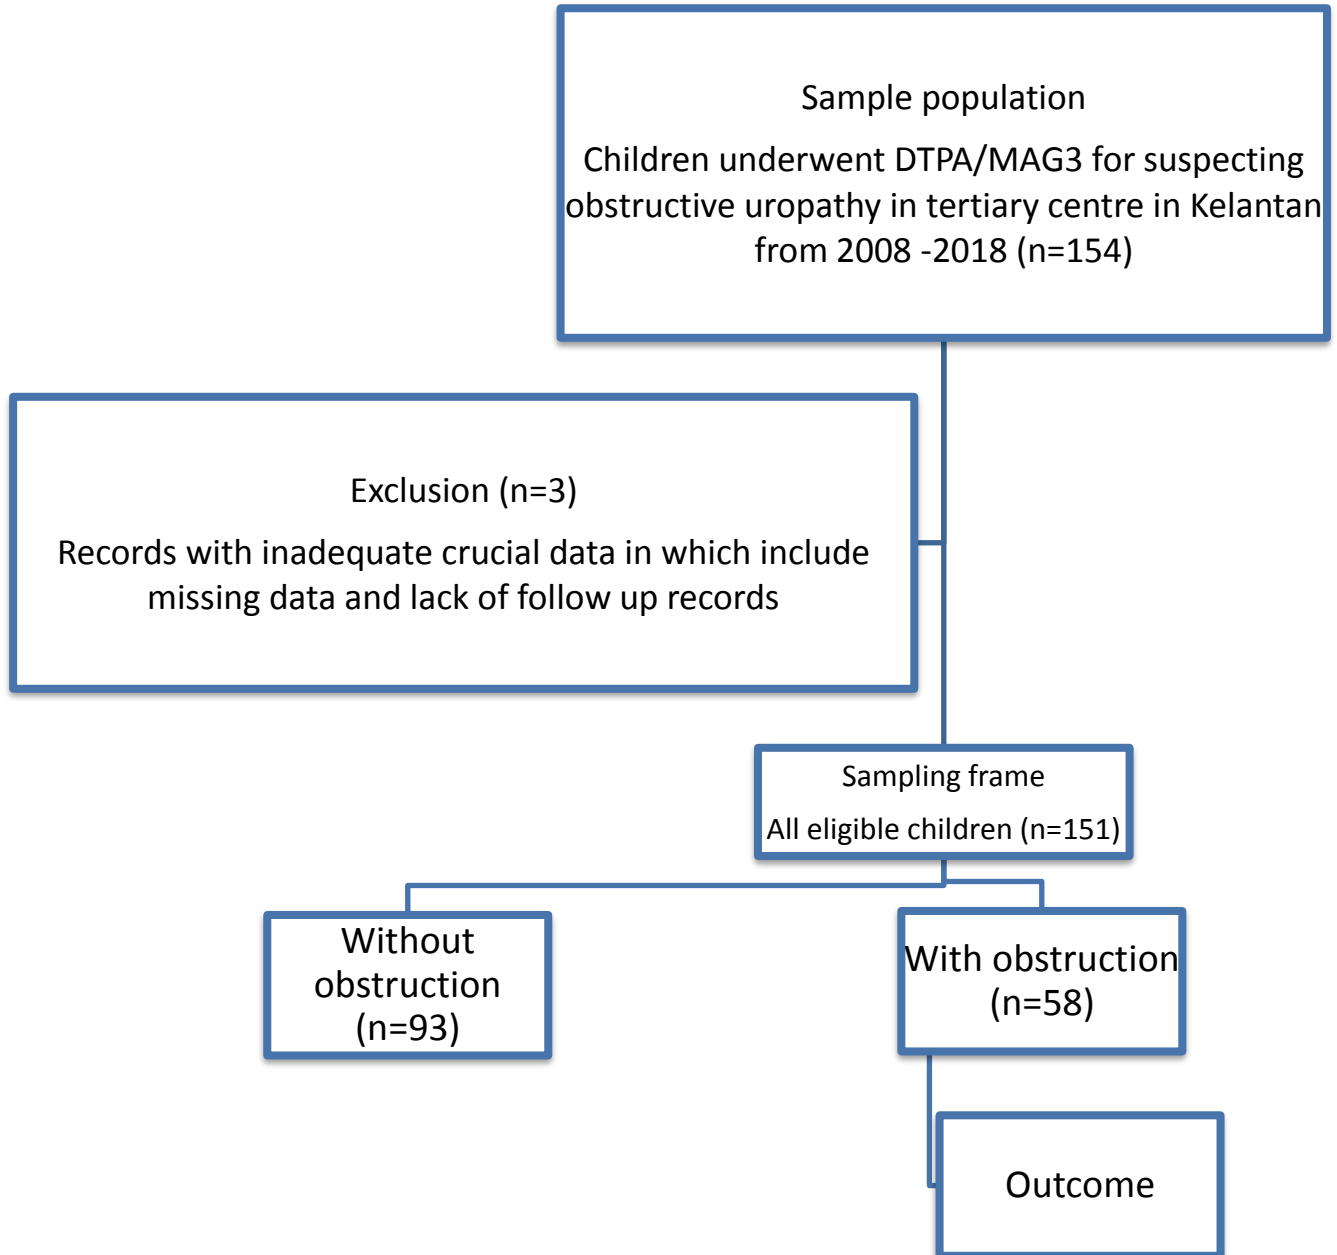 Sample population
Children underwent DTPA/MAG3 for suspecting
obstructive uropathy in tertiary centre in Kelantan
from 2008 -2018 (n=154)
Exclusion (n=3)
Records with inadequate crucial data in which include
missing data and lack of follow up records
Sampling frame
All eligible children (n=151)
Without
obstruction
(n=93)
With obstruction
(n=58)
Outcome